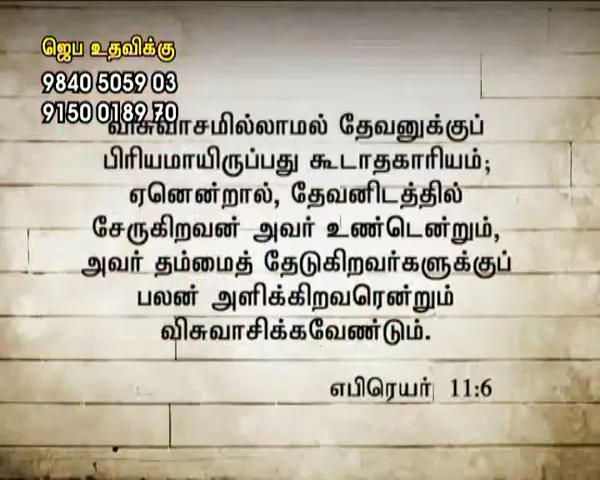 ஜெப உதவிக்கு
9840 5059 03
9150 0189 70
விசுவாசமில்லாமல் தேவனுக்குப்
பிரியமாயிருப்பது கூடாதகாரியம்;
ஏனென்றால், தேவனிடத்தில்
சேருகிறவன் அவர் உண்டென்றும்,
அவர் தம்மைத் தேடுகிறவர்களுக்குப்
பலன் அளிக்கிறவரென்றும்
விசுவாசிக்கவேண்டும்.
எபிரெயர் 11:6